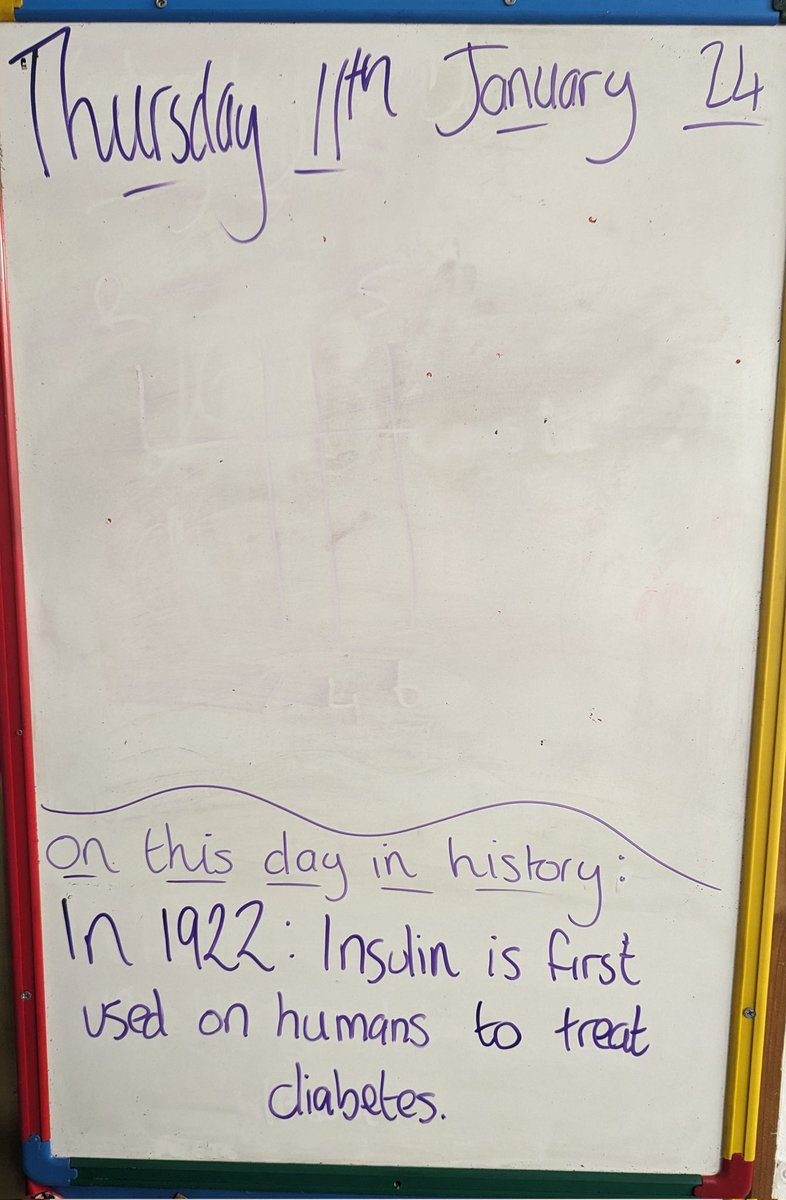 Thursday 11th January 24
On this day in history:
In 1922: Insulin is first
used on humans to treat
diabetes.